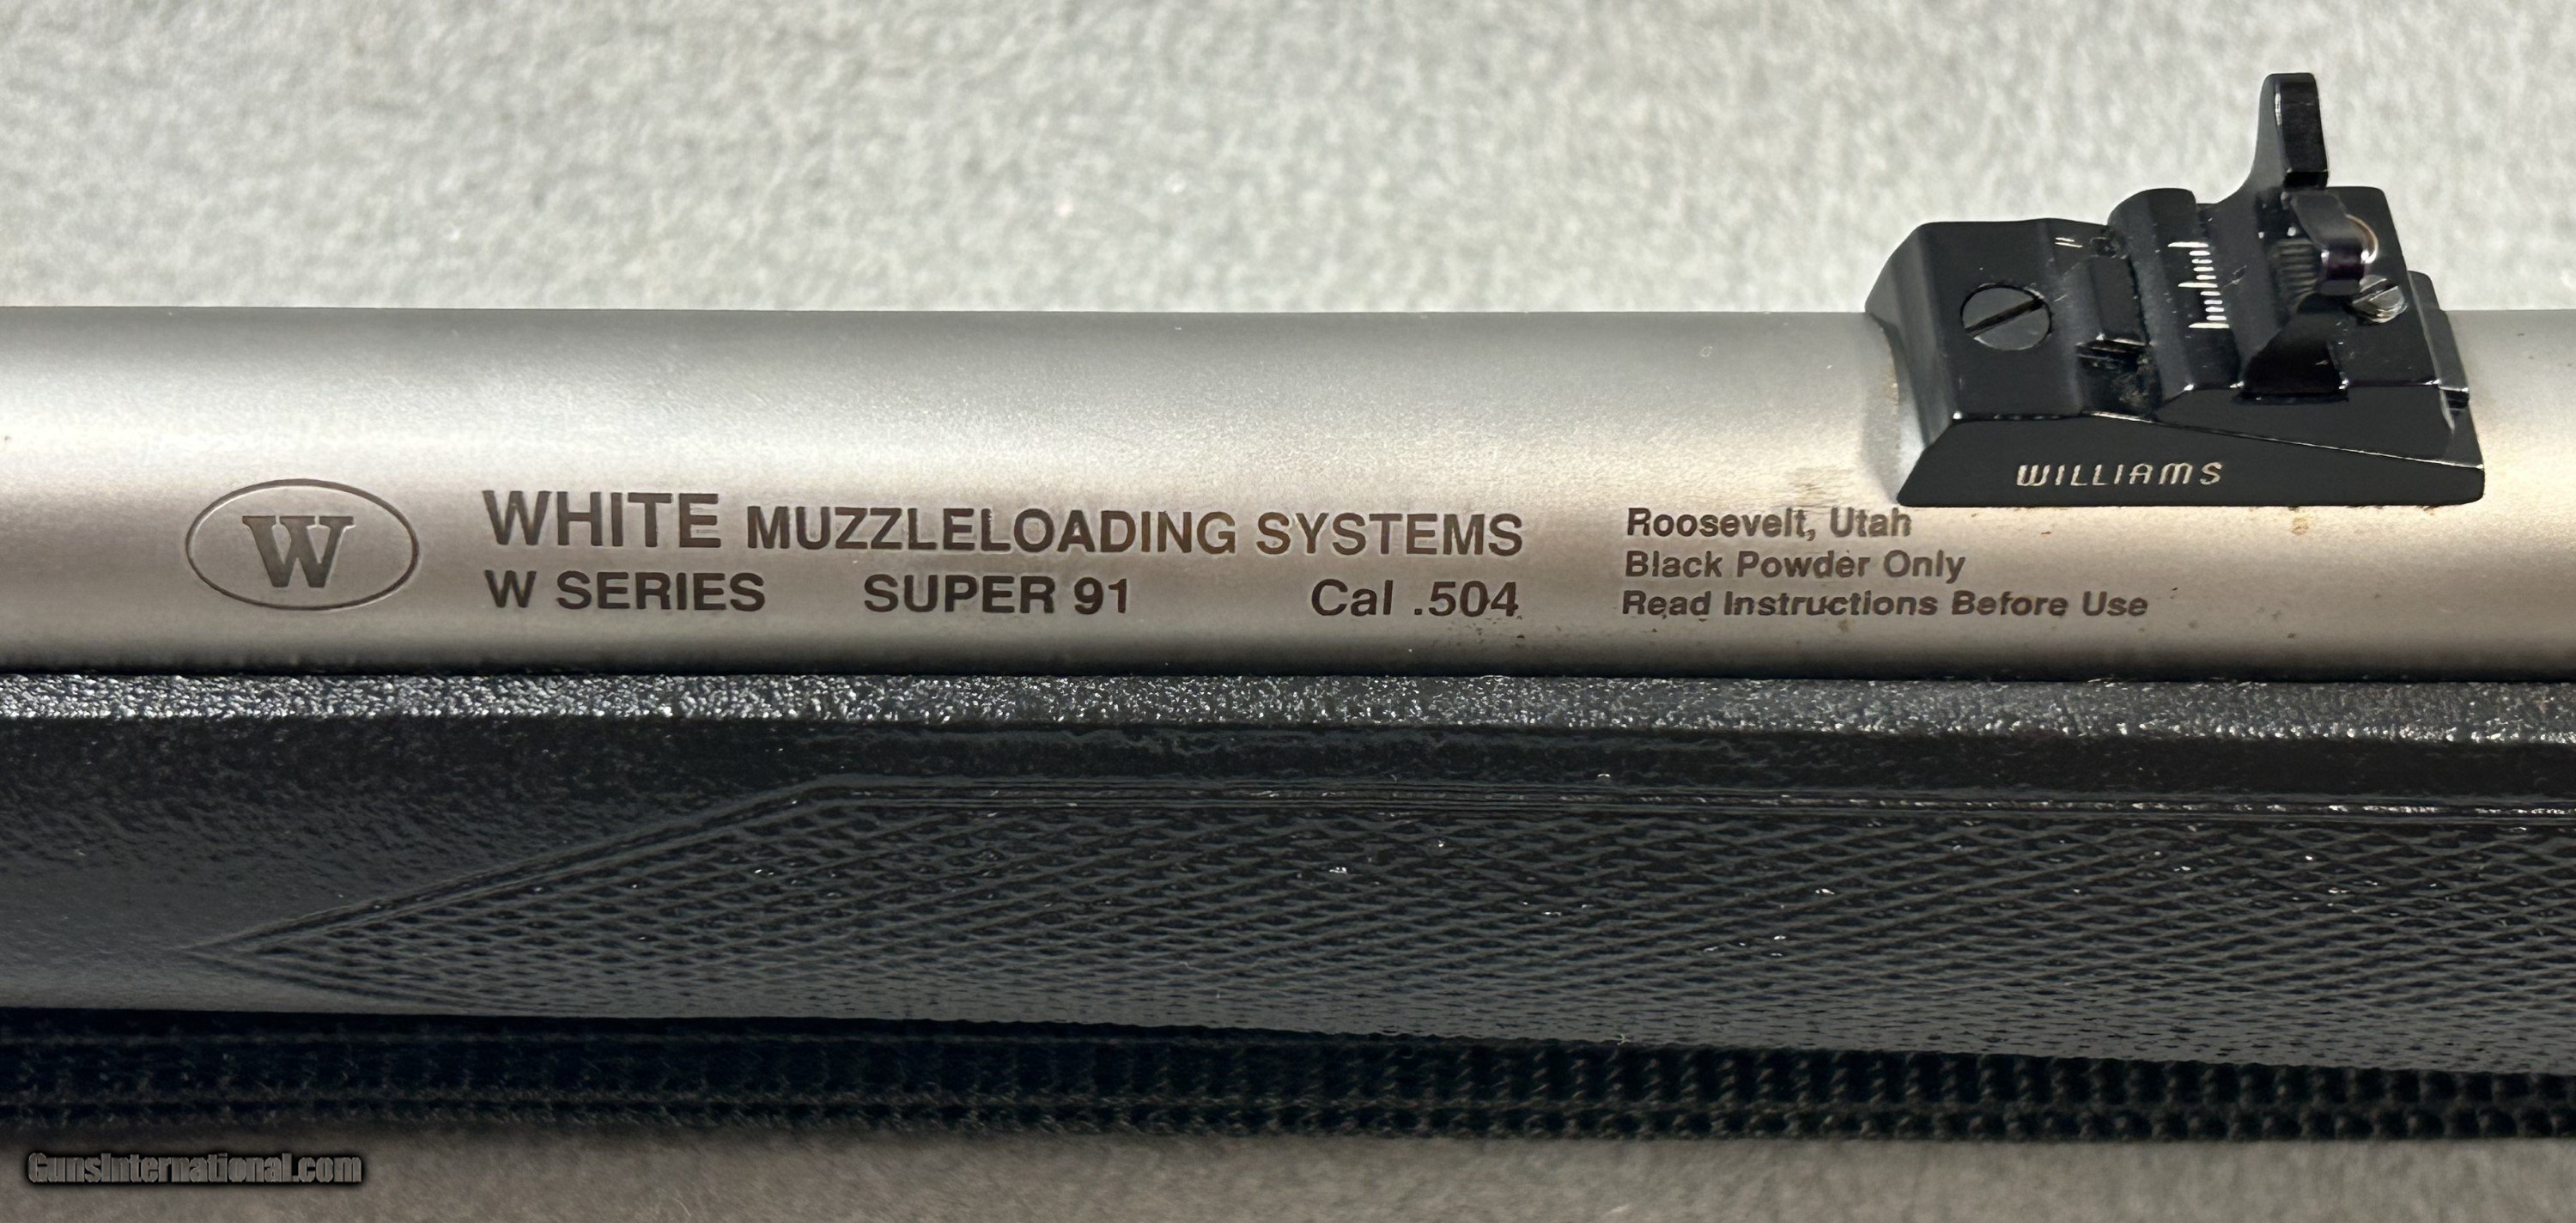 WILLIAMS
W
WHITE MUZZLELOADING SYSTEMS
W SERIES SUPER 91 Cal .504
Roosevelt, Utah
Black Powder Only
Read Instructions Before Use
GunsInternational.com